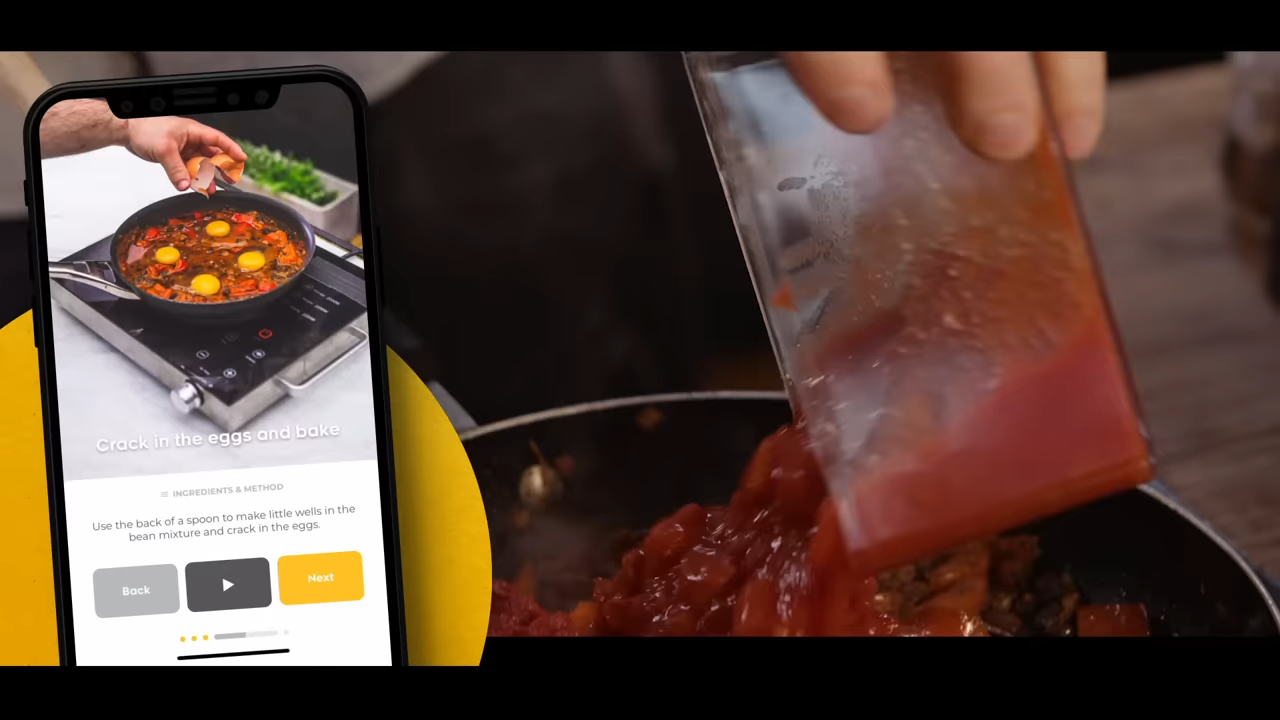 Crack in the eggs and bake
INGREDIENTS & METHOD
Use the back of a spoon to make little wells in the
bean mixture and crack in the eggs.
Back
Next